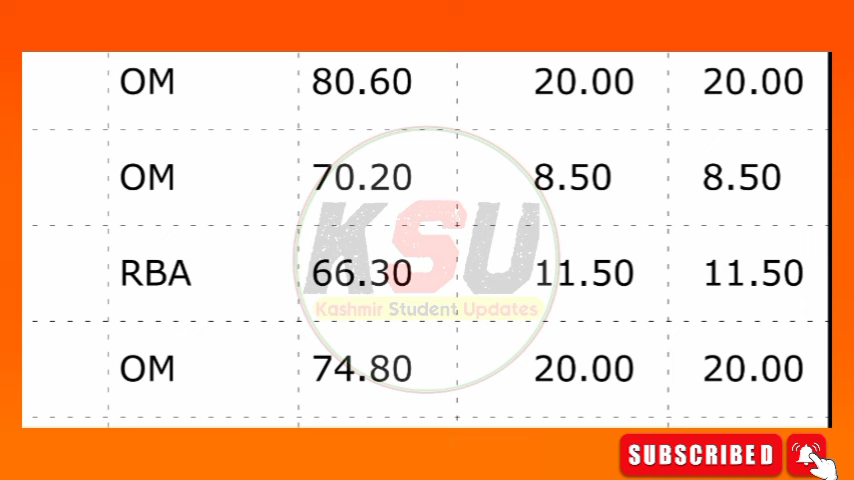 OM 80.60 20.00 20.00
OM 70.20 8.50 8.50
KSU
RBA 66.30 11.50 11.50
Kashmir Student Updates
OM 74.80 20.00 20.00
SUBSCRIBED